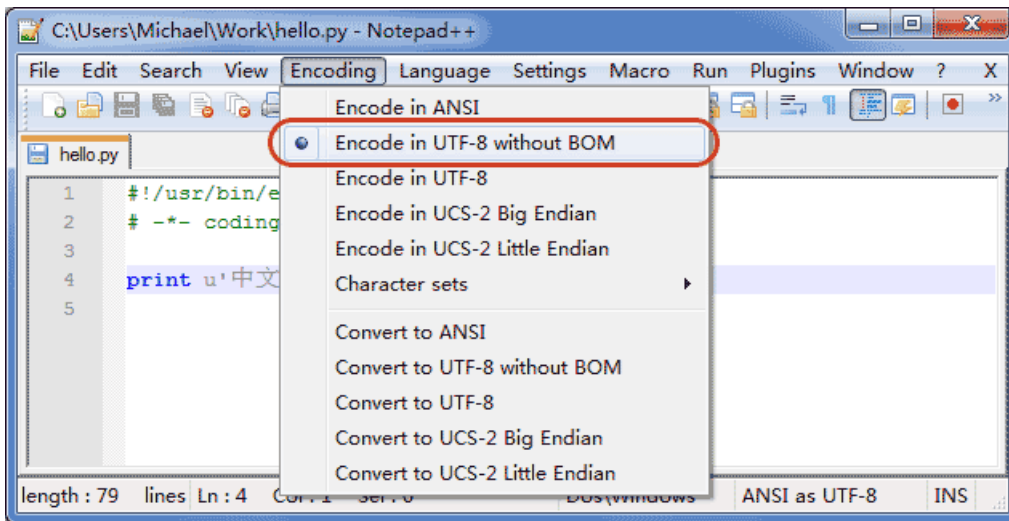 C:\Users\Michael\Work\hello.py - Notepad++
File Edit Search View Encoding Language Settings Macro Run Plugins Window ? X
Encode in ANSI
hello.py
Encode in UTF-8 without BOM
Encode in UTF-8
Encode in UCS-2 Big Endian
Encode in UCS-2 Little Endian
Character sets
Convert to ANSI
Convert to UTF-8 without BOM
Convert to UTF-8
Convert to UCS-2 Big Endian
Convert to UCS-2 Little Endian
1 #!/usr/bin/e
2 # -*- coding
3
4 print u'中文
5
length : 79 lines Ln : 4 ANSI as UTF-8 INS